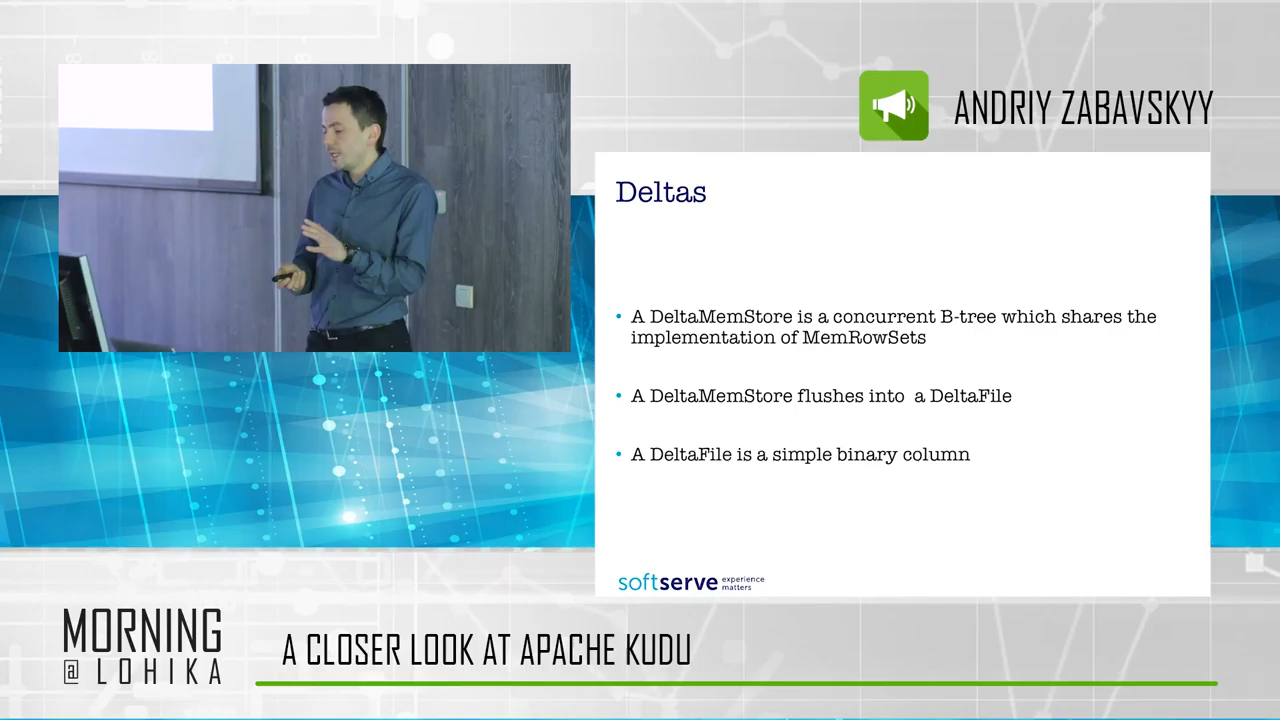 ANDRIY ZABAVSKYY
Deltas
• A DeltaMemStore is a concurrent B-tree which shares the
implementation of MemRowSets
• A DeltaMemStore flushes into a DeltaFile
• A DeltaFile is a simple binary column
softserve experience
matters
MORNING
@ LOHIKA
A CLOSER LOOK AT APACHE KUDU